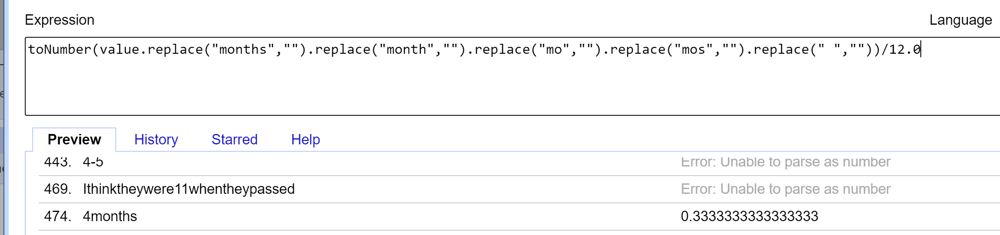 Expression Language
toNumber(value.replace("months","").replace("month","").replace("mo","").replace("mos","").replace(" ",""))/12.0
Preview History Starred Help
443. 4-5 Error: Unable to parse as number
469. Ithinktheywere11whentheypassed Error: Unable to parse as number
474. 4months 0.3333333333333333